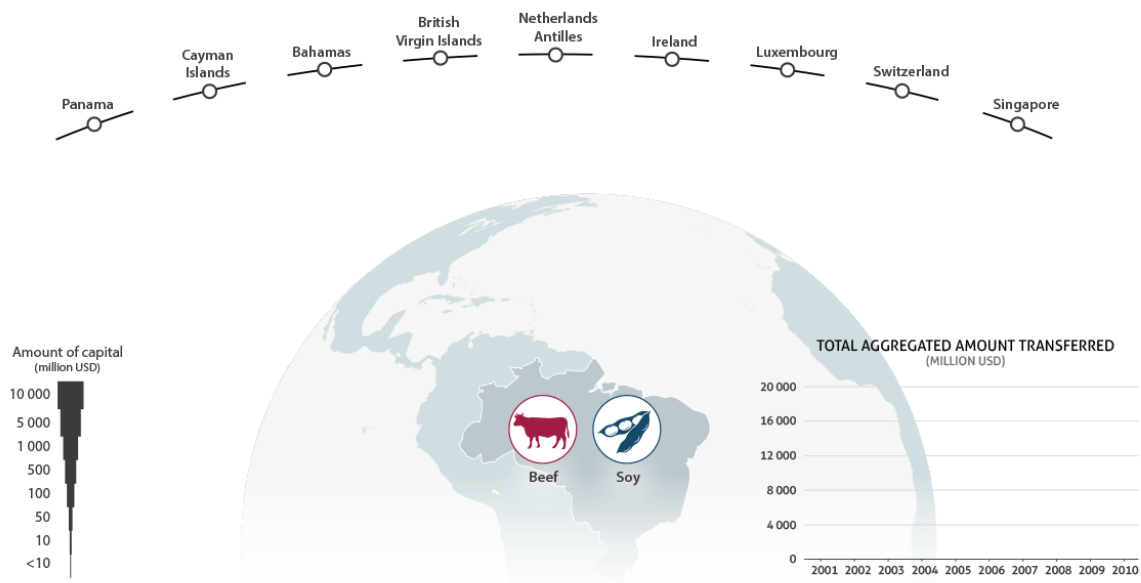 British
Virgin Islands
Netherlands
Antilles
Cayman
Islands
Bahamas
Ireland
Luxembourg
Switzerland
Panama
Singapore
Amount of capital
(million USD)
10 000
5 000
1 000
500
100
50
10
<10
Beef
Soy
TOTAL AGGREGATED AMOUNT TRANSFERRED
(MILLION USD)
20 000
16 000
12 000
8 000
4 000
0
2001 2002 2003 2004 2005 2006 2007 2008 2009 2010